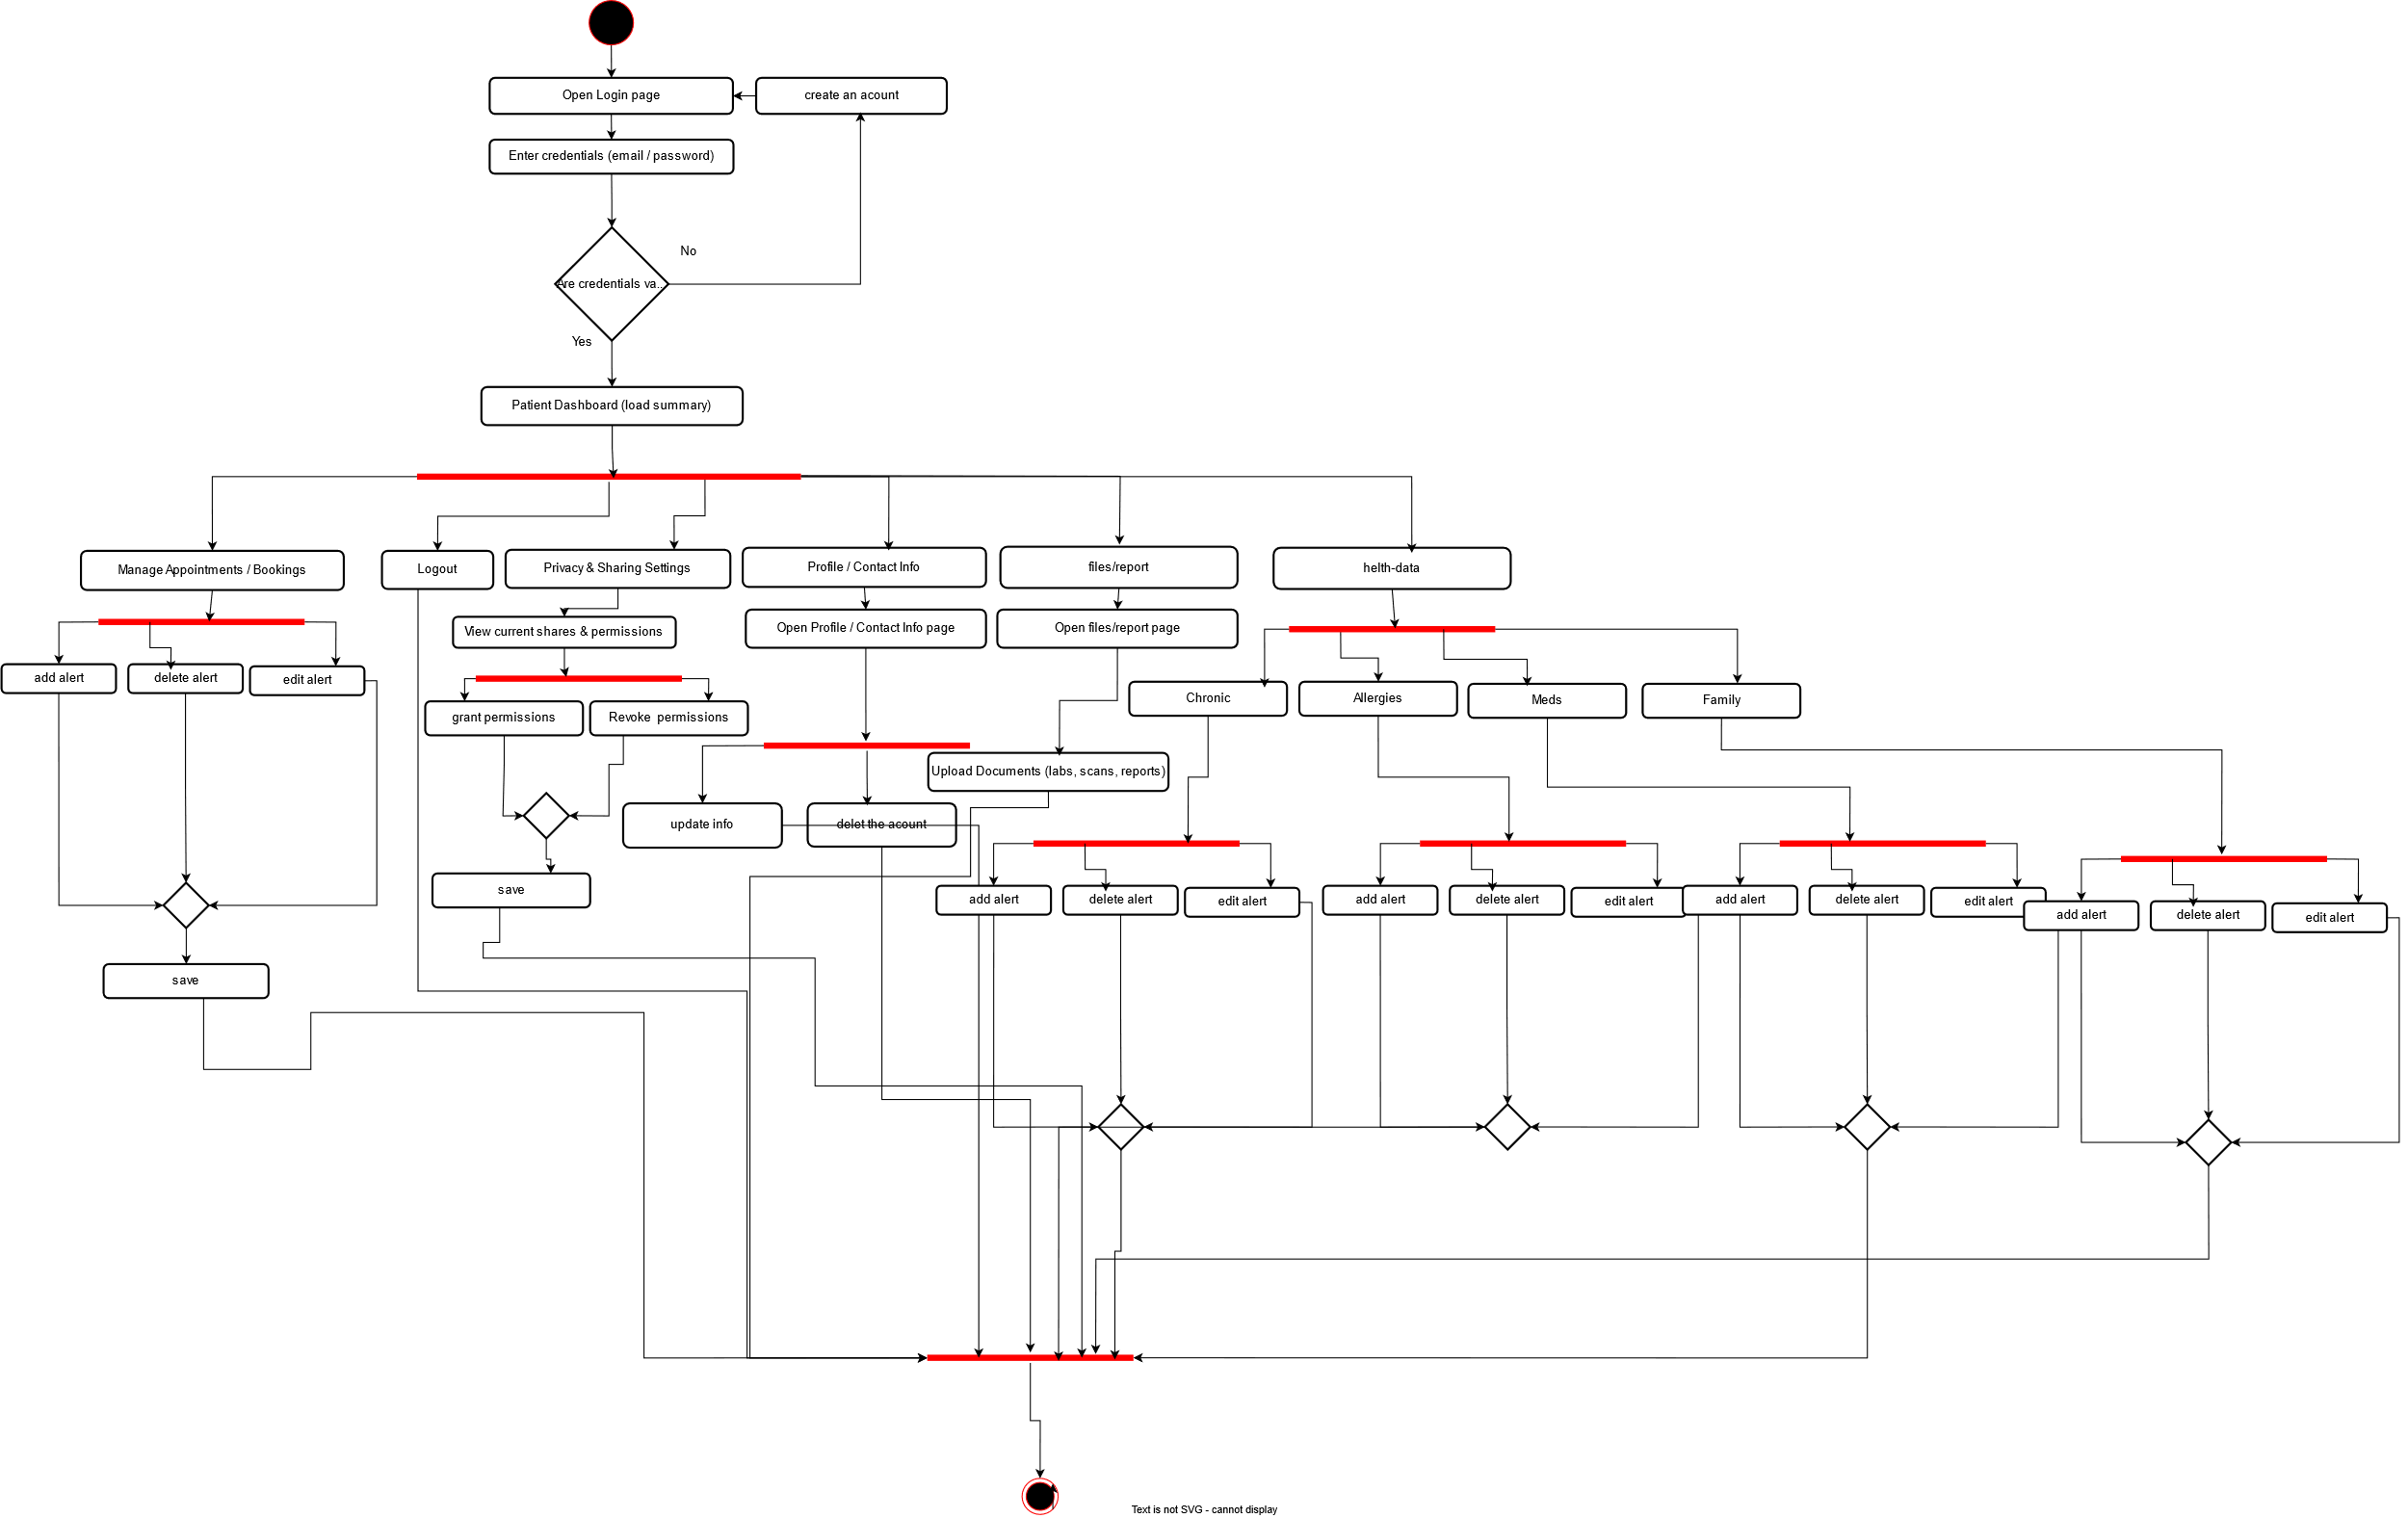 Open Login page
create an acount
Enter credentials (email / password)
No
Are credentials va...
Yes
Patient Dashboard (load summary)
Manage Appointments / Bookings
Logout
Privacy & Sharing Settings
Profile / Contact Info
files/report
helth-data
View current shares & permissions
Open Profile / Contact Info page
Open files/report page
add alert
delete alert
edit alert
grant permissions
Revoke  permissions
Chronic
Allergies
Meds
Family
Upload Documents (labs, scans, reports)
update info
delet the acount
save
add alert
delete alert
edit alert
add alert
delete alert
edit alert
add alert
delete alert
edit alert
add alert
delete alert
edit alert
save
Text is not SVG - cannot display